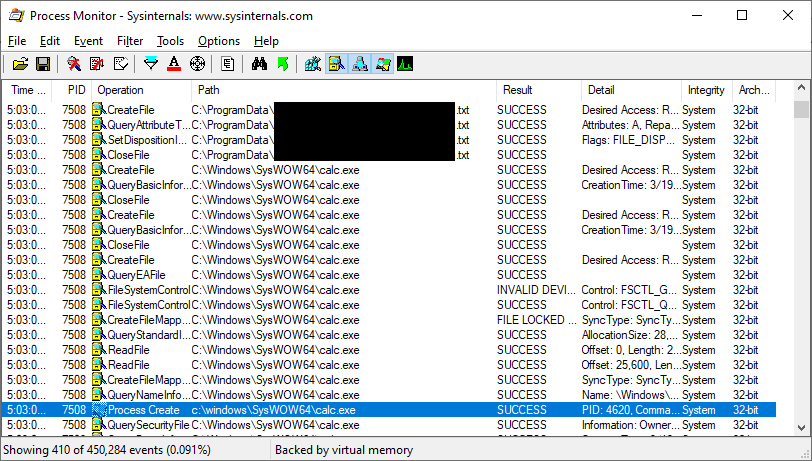 Process Monitor - Sysinternals: www.sysinternals.com
File Edit Event Filter Tools Options Help
Time ... PID Operation Path Result Detail Integrity Arch...
5:03:0... 7508 CreateFile C:\ProgramData\ .txt SUCCESS Desired Access: R... System 32-bit
5:03:0... 7508 QueryAttributeT... C:\ProgramData\ .txt SUCCESS Attributes: A, Repa... System 32-bit
5:03:0... 7508 SetDispositionI... C:\ProgramData\ .txt SUCCESS Flags: FILE_DISP... System 32-bit
5:03:0... 7508 CloseFile C:\ProgramData\ .txt SUCCESS System 32-bit
5:03:0... 7508 CreateFile C:\Windows\SysWOW64\calc.exe SUCCESS Desired Access: R... System 32-bit
5:03:0... 7508 QueryBasicInfor... C:\Windows\SysWOW64\calc.exe SUCCESS CreationTime: 3/19... System 32-bit
5:03:0... 7508 CloseFile C:\Windows\SysWOW64\calc.exe SUCCESS System 32-bit
5:03:0... 7508 CreateFile C:\Windows\SysWOW64\calc.exe SUCCESS Desired Access: R... System 32-bit
5:03:0... 7508 QueryBasicInfor... C:\Windows\SysWOW64\calc.exe SUCCESS CreationTime: 3/19... System 32-bit
5:03:0... 7508 CloseFile C:\Windows\SysWOW64\calc.exe SUCCESS System 32-bit
5:03:0... 7508 CreateFile C:\Windows\SysWOW64\calc.exe SUCCESS Desired Access: R... System 32-bit
5:03:0... 7508 QueryEAFile C:\Windows\SysWOW64\calc.exe SUCCESS System 32-bit
5:03:0... 7508 FileSystemControl C:\Windows\SysWOW64\calc.exe INVALID DEVI... Control: FSCTL_G... System 32-bit
5:03:0... 7508 FileSystemControl C:\Windows\SysWOW64\calc.exe SUCCESS Control: FSCTL_Q... System 32-bit
5:03:0... 7508 CreateFileMapp... C:\Windows\SysWOW64\calc.exe FILE LOCKED ... SyncType: SyncTy... System 32-bit
5:03:0... 7508 QueryStandardI... C:\Windows\SysWOW64\calc.exe SUCCESS AllocationSize: 28,... System 32-bit
5:03:0... 7508 ReadFile C:\Windows\SysWOW64\calc.exe SUCCESS Offset: 0, Length: 2... System 32-bit
5:03:0... 7508 ReadFile C:\Windows\SysWOW64\calc.exe SUCCESS Offset: 25,600, Len... System 32-bit
5:03:0... 7508 CreateFileMapp... C:\Windows\SysWOW64\calc.exe SUCCESS SyncType: SyncTy... System 32-bit
5:03:0... 7508 QueryNameInfo... C:\Windows\SysWOW64\calc.exe SUCCESS Name: \Windows\... System 32-bit
5:03:0... 7508 Process Create c:\windows\SysWOW64\calc.exe SUCCESS PID: 4620, Comma... System 32-bit
5:03:0... 7508 QuerySecurityFile C:\Windows\SysWOW64\calc.exe SUCCESS Information: Owner... System 32-bit
Showing 410 of 450,284 events (0.091%) Backed by virtual memory